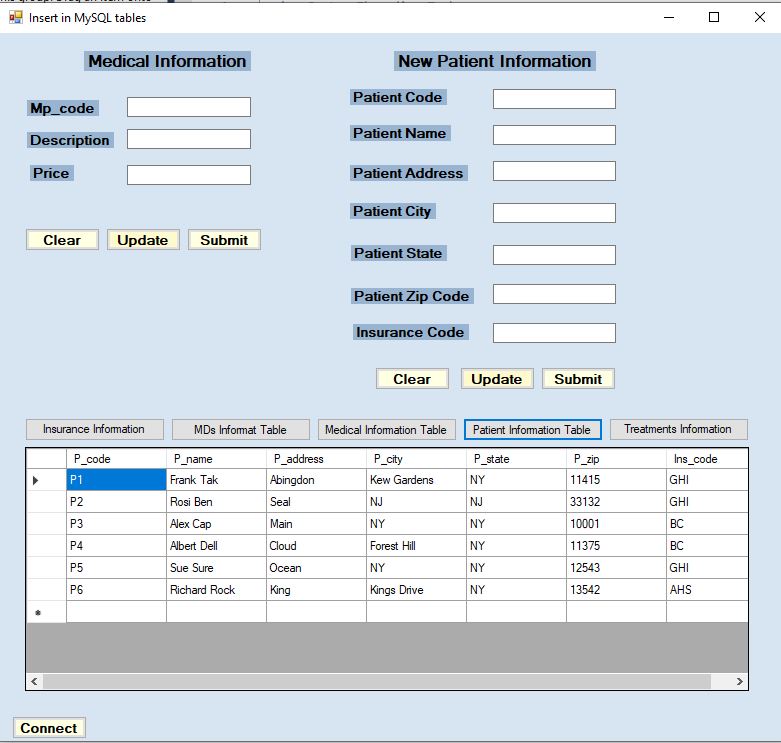 Insert in MySQL tables
Medical Information
Mp_code
Description
Price
Clear Update Submit
New Patient Information
Patient Code
Patient Name
Patient Address
Patient City
Patient State
Patient Zip Code
Insurance Code
Clear Update Submit
Insurance Information MDs Informat Table Medical Information Table Patient Information Table Treatments Information
P_code P_name P_address P_city P_state P_zip Ins_code
P1 Frank Tak Abingdon Kew Gardens NY 11415 GHI
P2 Rosi Ben Seal NJ NJ 33132 GHI
P3 Alex Cap Main NY NY 10001 BC
P4 Albert Dell Cloud Forest Hill NY 11375 BC
P5 Sue Sure Ocean NY NY 12543 GHI
P6 Richard Rock King Kings Drive NY 13542 AHS
Connect